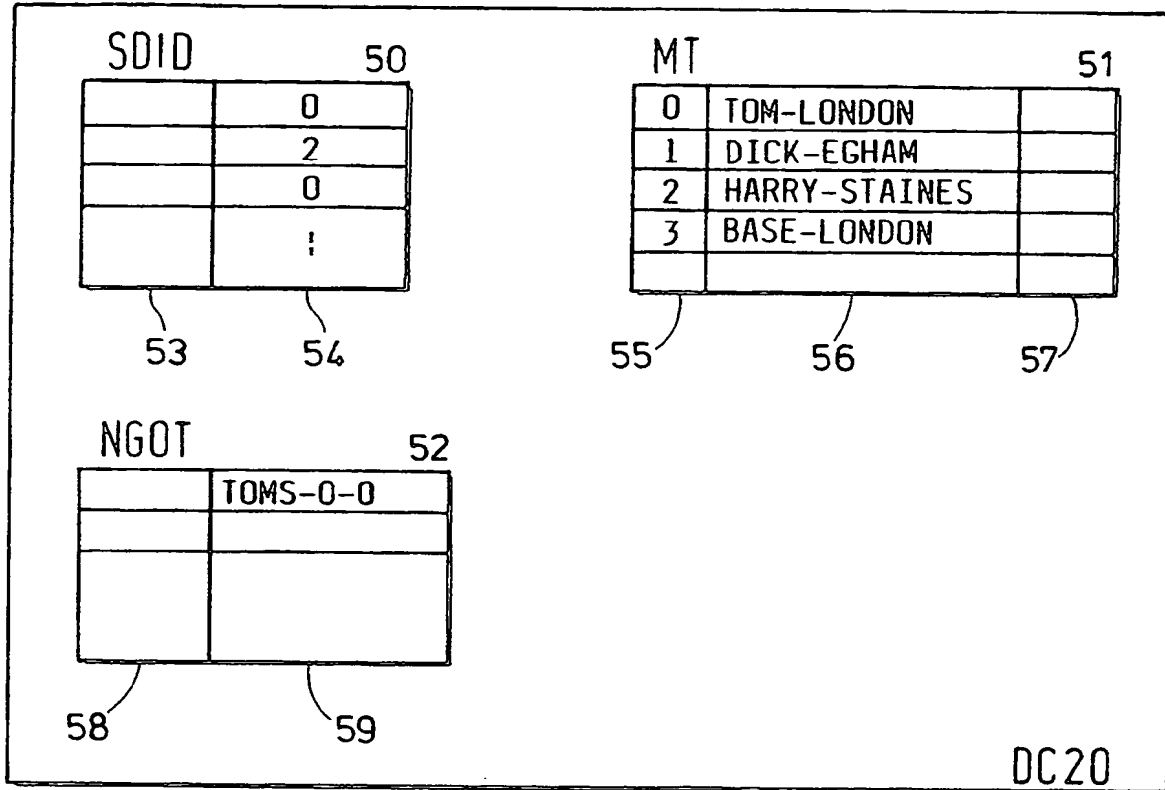 SDID 50
0
2
0
¦
53 54
MT 51
0 TOM-LONDON
1 DICK-EGHAM
2 HARRY-STAINES
3 BASE-LONDON
55 56 57
NGOT 52
TOMS-0-0
58 59
DC20